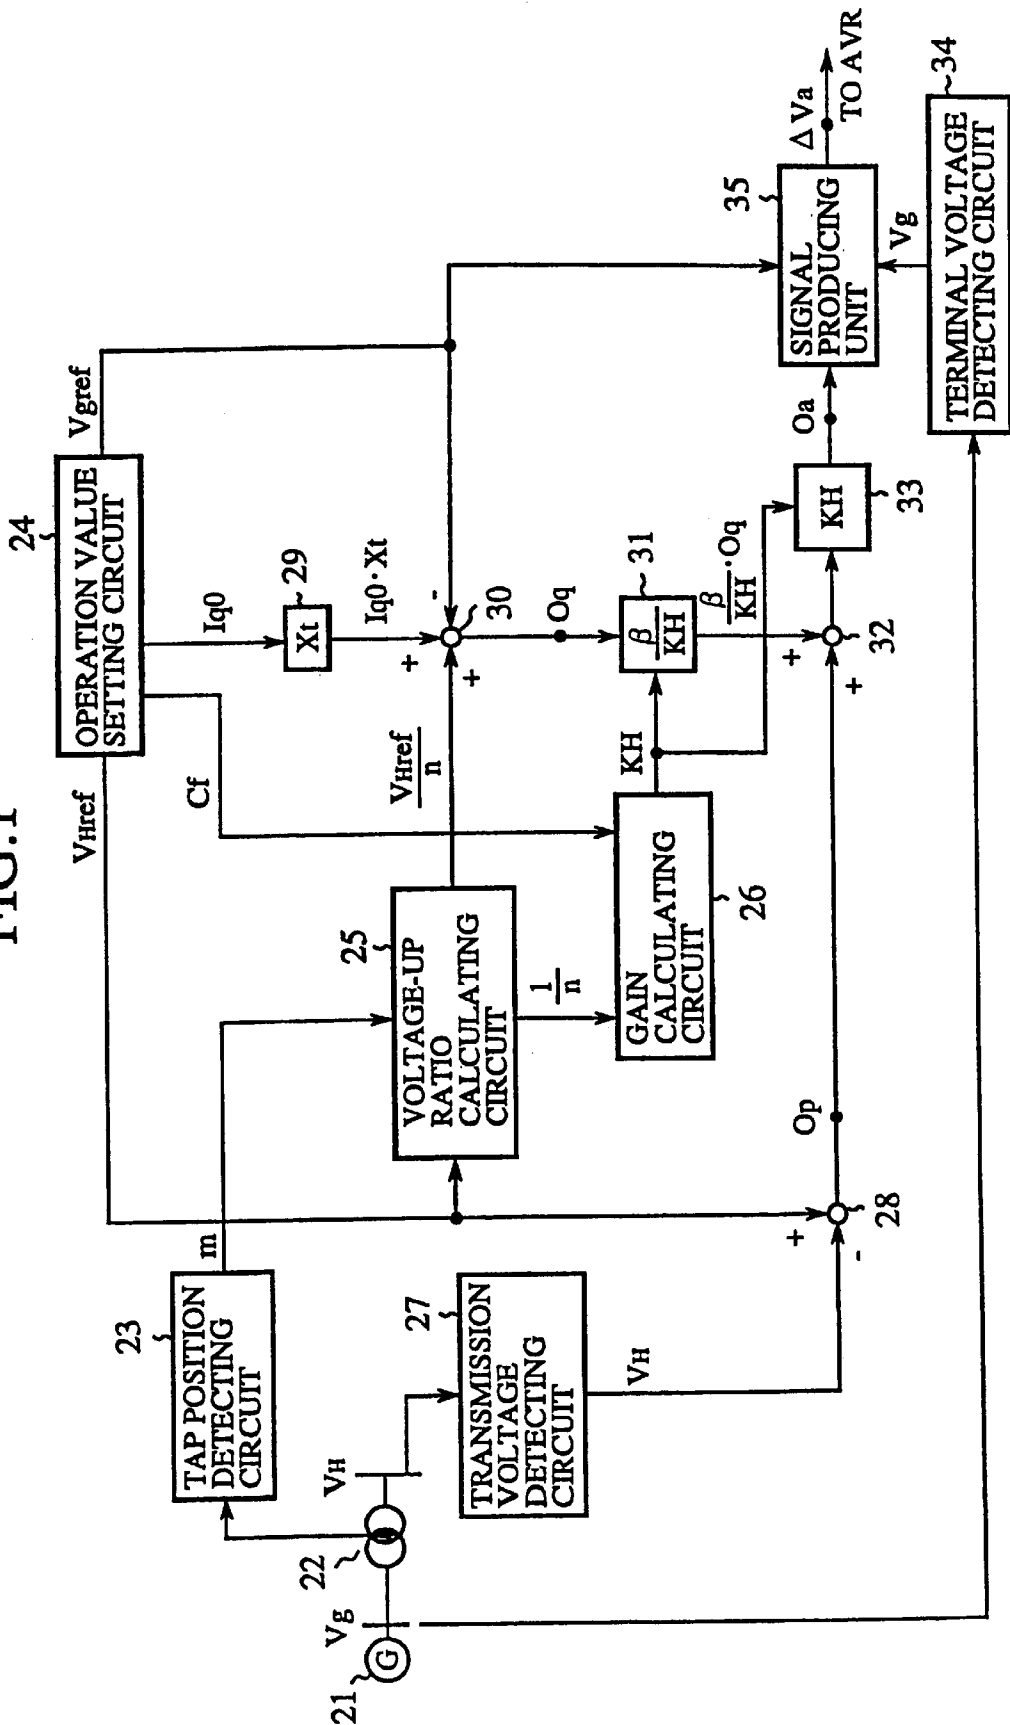 FIG.1
24
OPERATION VALUE
SETTING CIRCUIT
VHref
Cf
Iq0
Vgref
29
Xt
Iq0·Xt
-
+
+
30
Oq
23
TAP POSITION
DETECTING
CIRCUIT
m
25
VOLTAGE-UP
RATIO
CALCULATING
CIRCUIT
VHref
n
1
n
26
GAIN
CALCULATING
CIRCUIT
KH
31
β
KH
β
KH
·Oq
21
G
Vg
22
VH
27
TRANSMISSION
VOLTAGE
DETECTING
CIRCUIT
VH
+
-
28
Op
+
+
32
KH
33
Oa
35
SIGNAL
PRODUCING
UNIT
ΔVa
TO AVR
Vg
34
TERMINAL VOLTAGE
DETECTING CIRCUIT